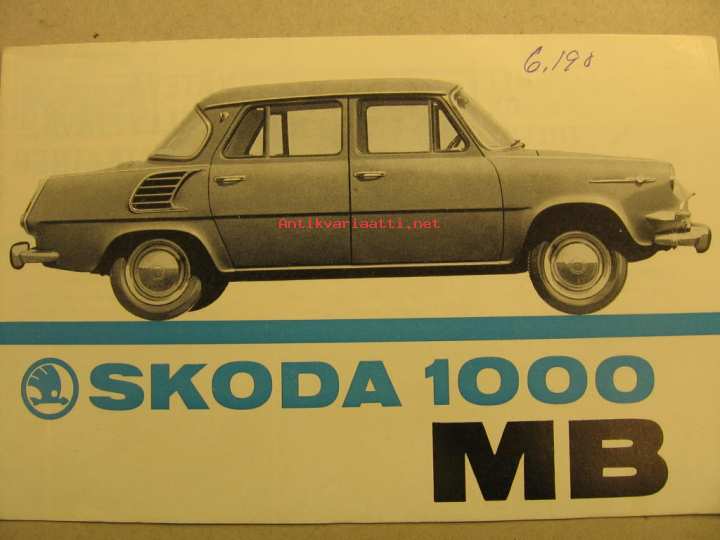 6,198
Antikvariaatti.net
SKODA 1000
MB